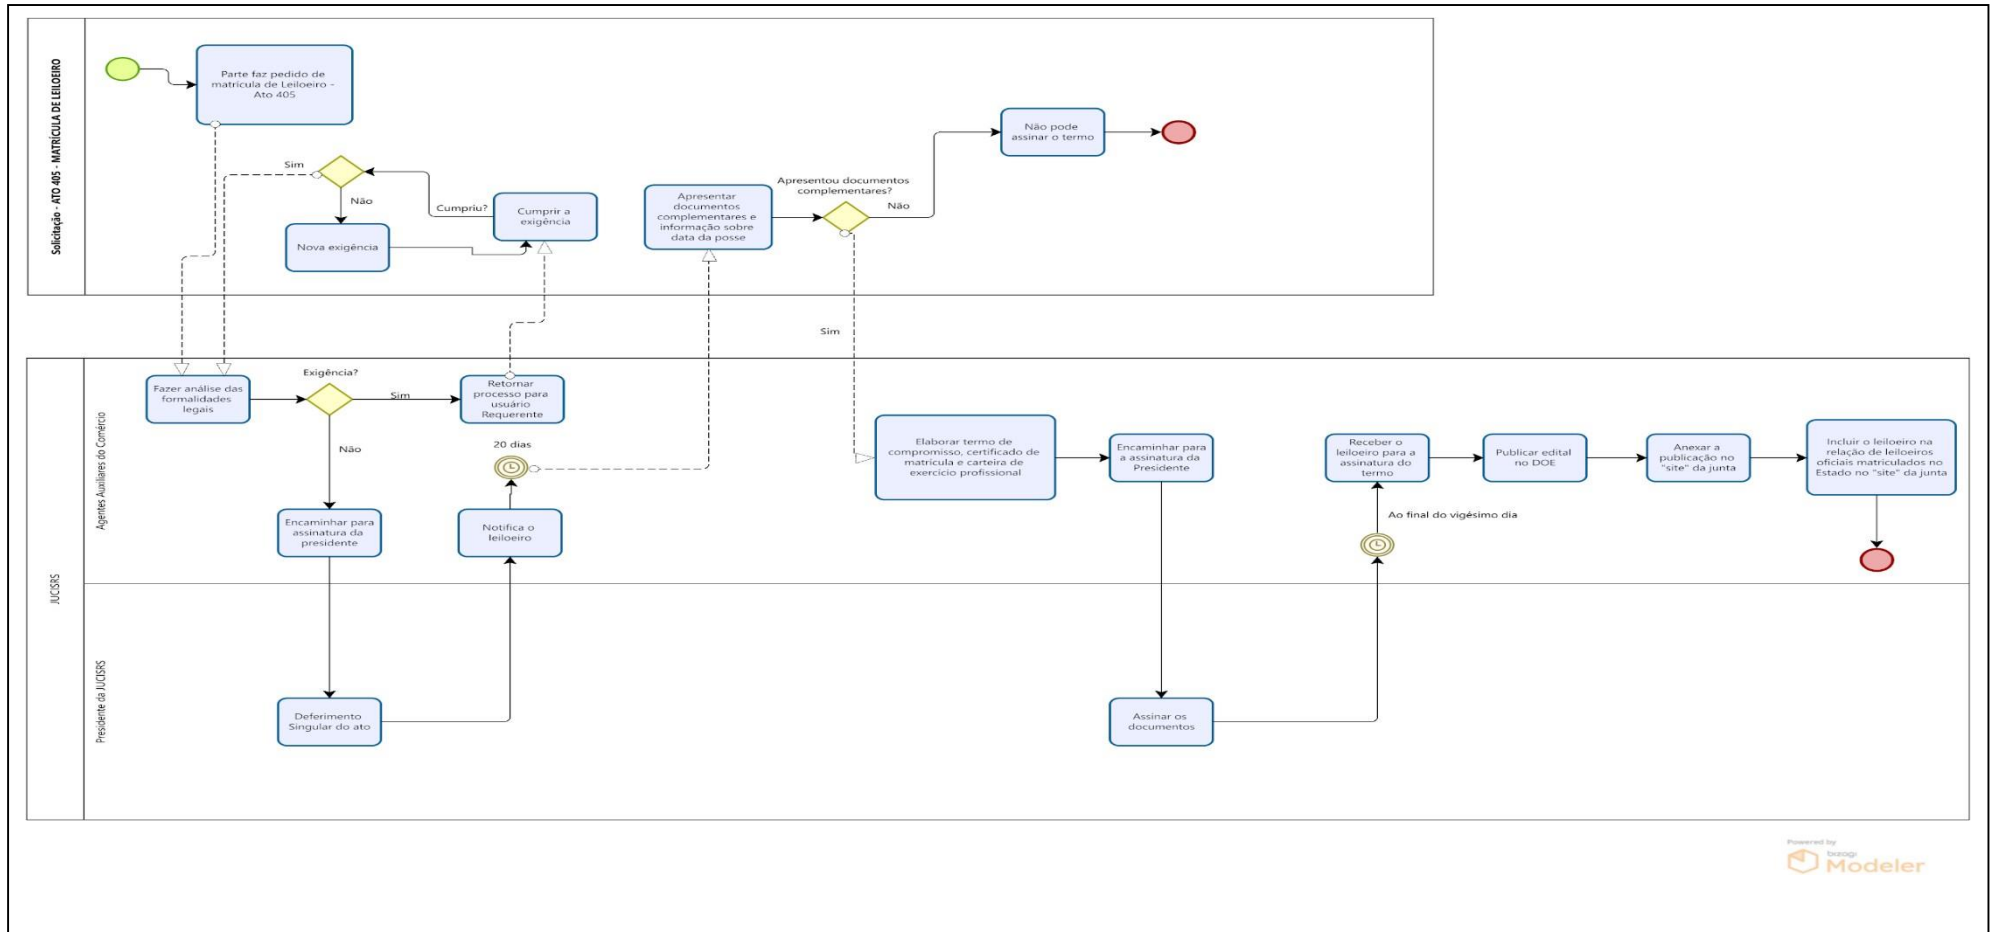 Solicitação - ATO 405 - MATRÍCULA DE LEILOEIRO
Parte faz pedido de
matrícula de Leiloeiro -
Ato 405
Sim
Não
Nova exigência
Cumpriu?
Cumprir a
exigência
Apresentar
documentos
complementares e
informação sobre
data da posse
Apresentou documentos
complementares?
Não
Não pode
assinar o termo
Sim
JUCISRS
Agentes Auxiliares do Comércio
Fazer análise das
formalidades
legais
Exigência?
Sim
Não
Retornar
processo para
usuário
Requerente
20 dias
Notifica o
leiloeiro
Encaminhar para
assinatura da
presidente
Elaborar termo de
compromisso, certificado de
matrícula e carteira de
exercício profissional
Encaminhar para
a assinatura da
Presidente
Receber o
leiloeiro para a
assinatura do
termo
Ao final do vigésimo dia
Publicar edital
no DOE
Anexar a
publicação no
"site" da junta
Incluir o leiloeiro na
relação de leiloeiros
oficiais matriculados no
Estado no "site" da junta
Presidente da JUCISRS
Deferimento
Singular do ato
Assinar os
documentos
Powered by
bizagi
Modeler